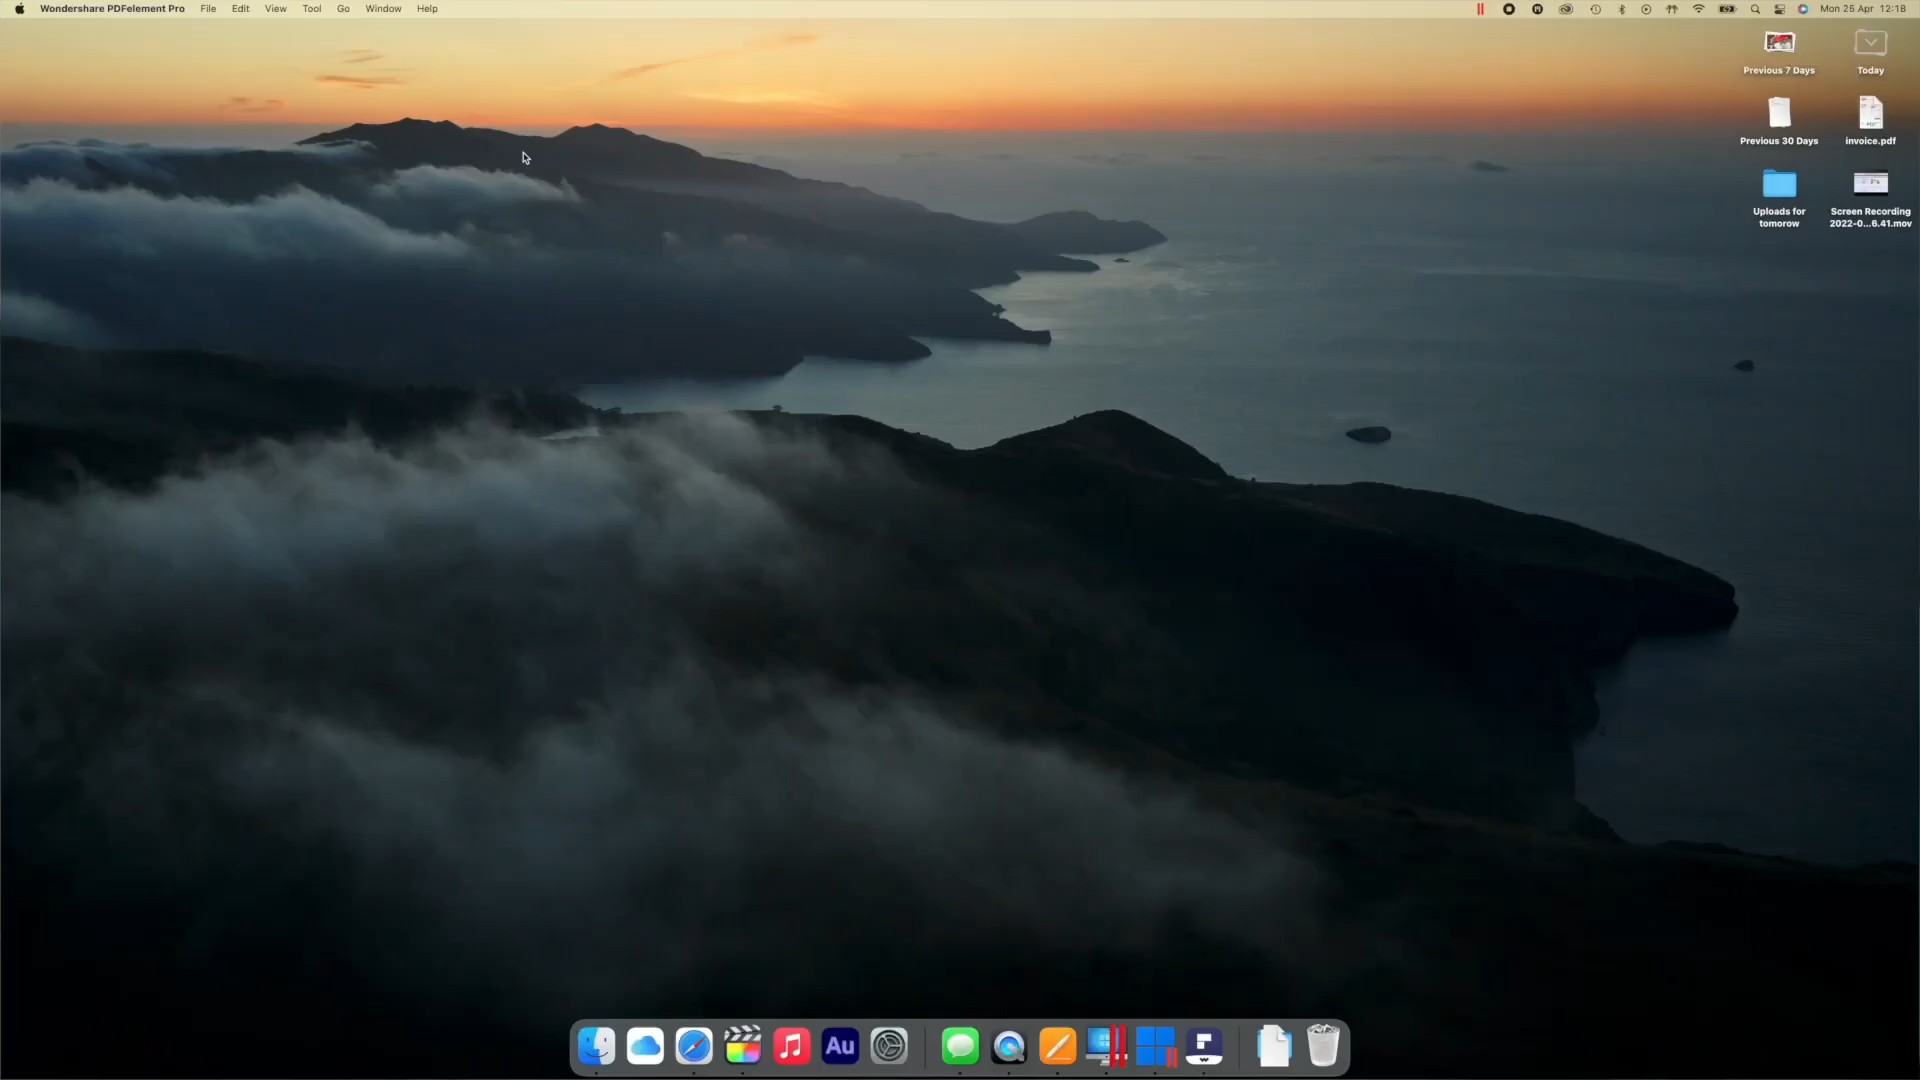 Wondershare PDFelement Pro File Edit View Tool Go Window Help Mon 25 Apr 12:18
Previous 7 Days
Today
Previous 30 Days
invoice.pdf
Uploads for
tomorow
Screen Recording
2022-0...6.41.mov
Au